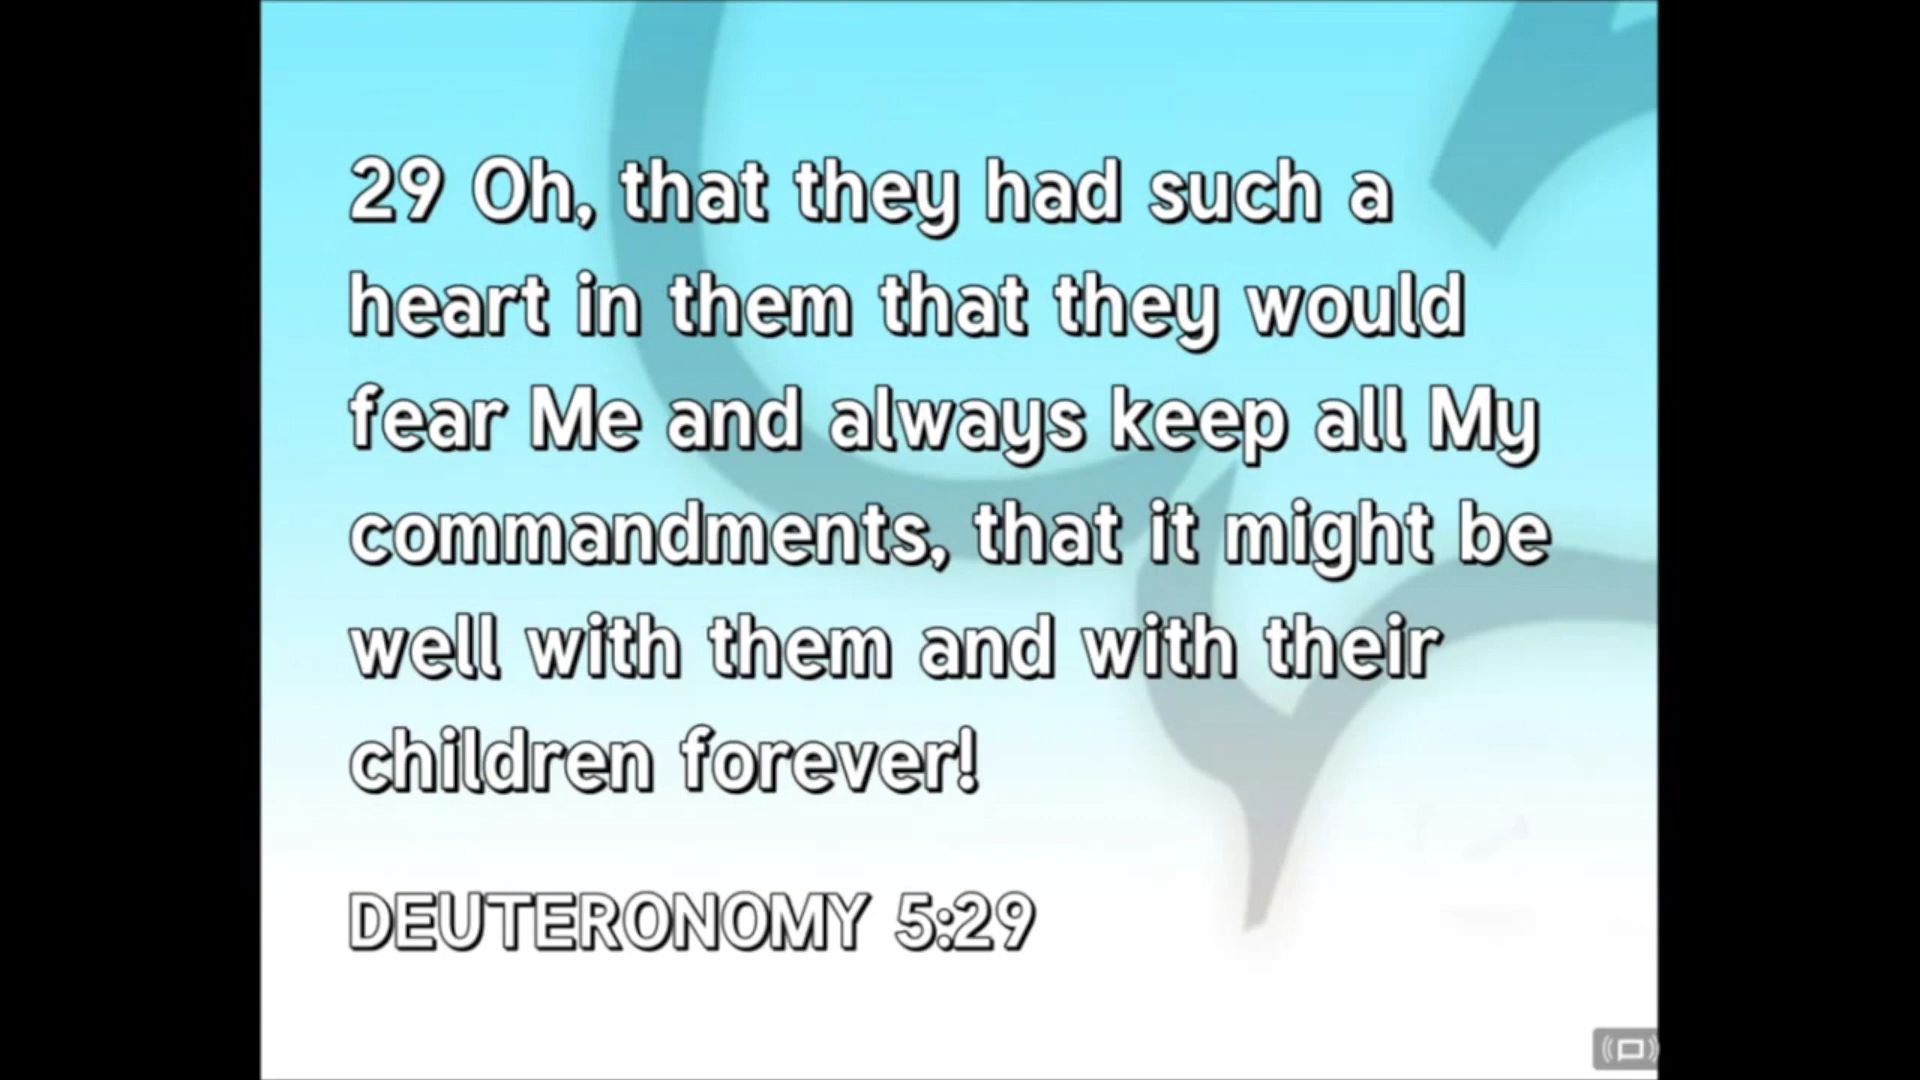 29 Oh, that they had such a
heart in them that they would
fear Me and always keep all My
commandments, that it might be
well with them and with their
children forever!
DEUTERONOMY 5:29